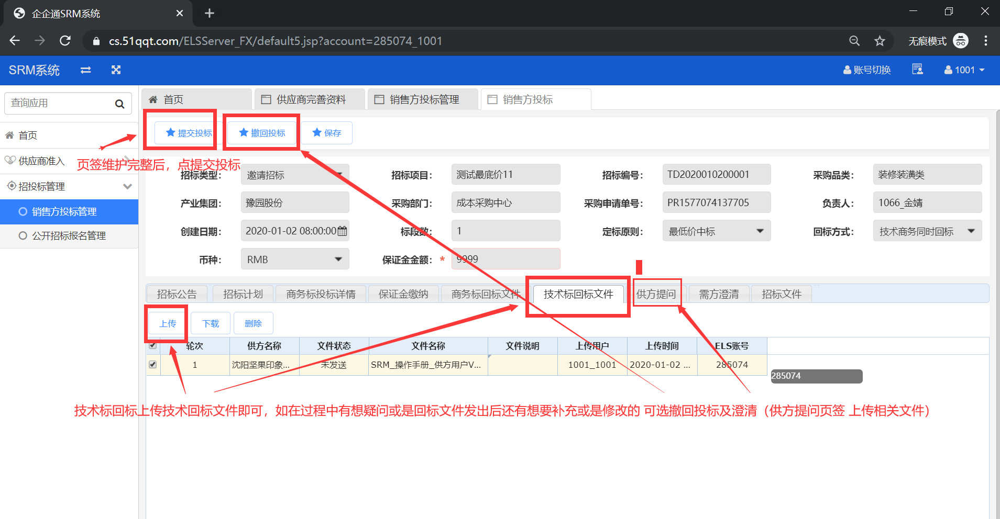 企企通SRM系统
cs.51qqt.com/ELSServer_FX/default5.jsp?account=285074_1001
无痕模式
SRM系统
账号切换
1001
查询应用
首页
供应商完善资料
销售方投标管理
销售方投标
提交投标
撤回投标
保存
首页
供应商准入
招投标管理
销售方投标管理
公开招标报名管理
页签维护完整后，点提交投标
招标类型： 邀请招标
招标项目： 测试最底价11
招标编号： TD2020010200001
采购品类： 装修装潢类
产业集团： 豫园股份
采购部门： 成本采购中心
采购申请单号： PR1577074137705
负责人： 1066_金婧
创建日期： 2020-01-02 08:00:00
标段数： 1
定标原则： 最低价中标
回标方式： 技术商务同时回标
币种： RMB
保证金金额： * 9999
招标公告
招标计划
商务标投标详情
保证金缴纳
商务标回标文件
技术标回标文件
供方提问
需方澄清
招标文件
上传
下载
删除
轮次 供方名称 文件状态 文件名称 文件说明 上传用户 上传时间 ELS账号
1 沈阳坚果印象... 未发送 SRM_操作手册_供方用户V... 1001_1001 2020-01-02 ... 285074
285074
技术标回标上传技术回标文件即可，如在过程中有想疑问或是回标文件发出后还有想要补充或是修改的 可选撤回投标及澄清（供方提问页签 上传相关文件）